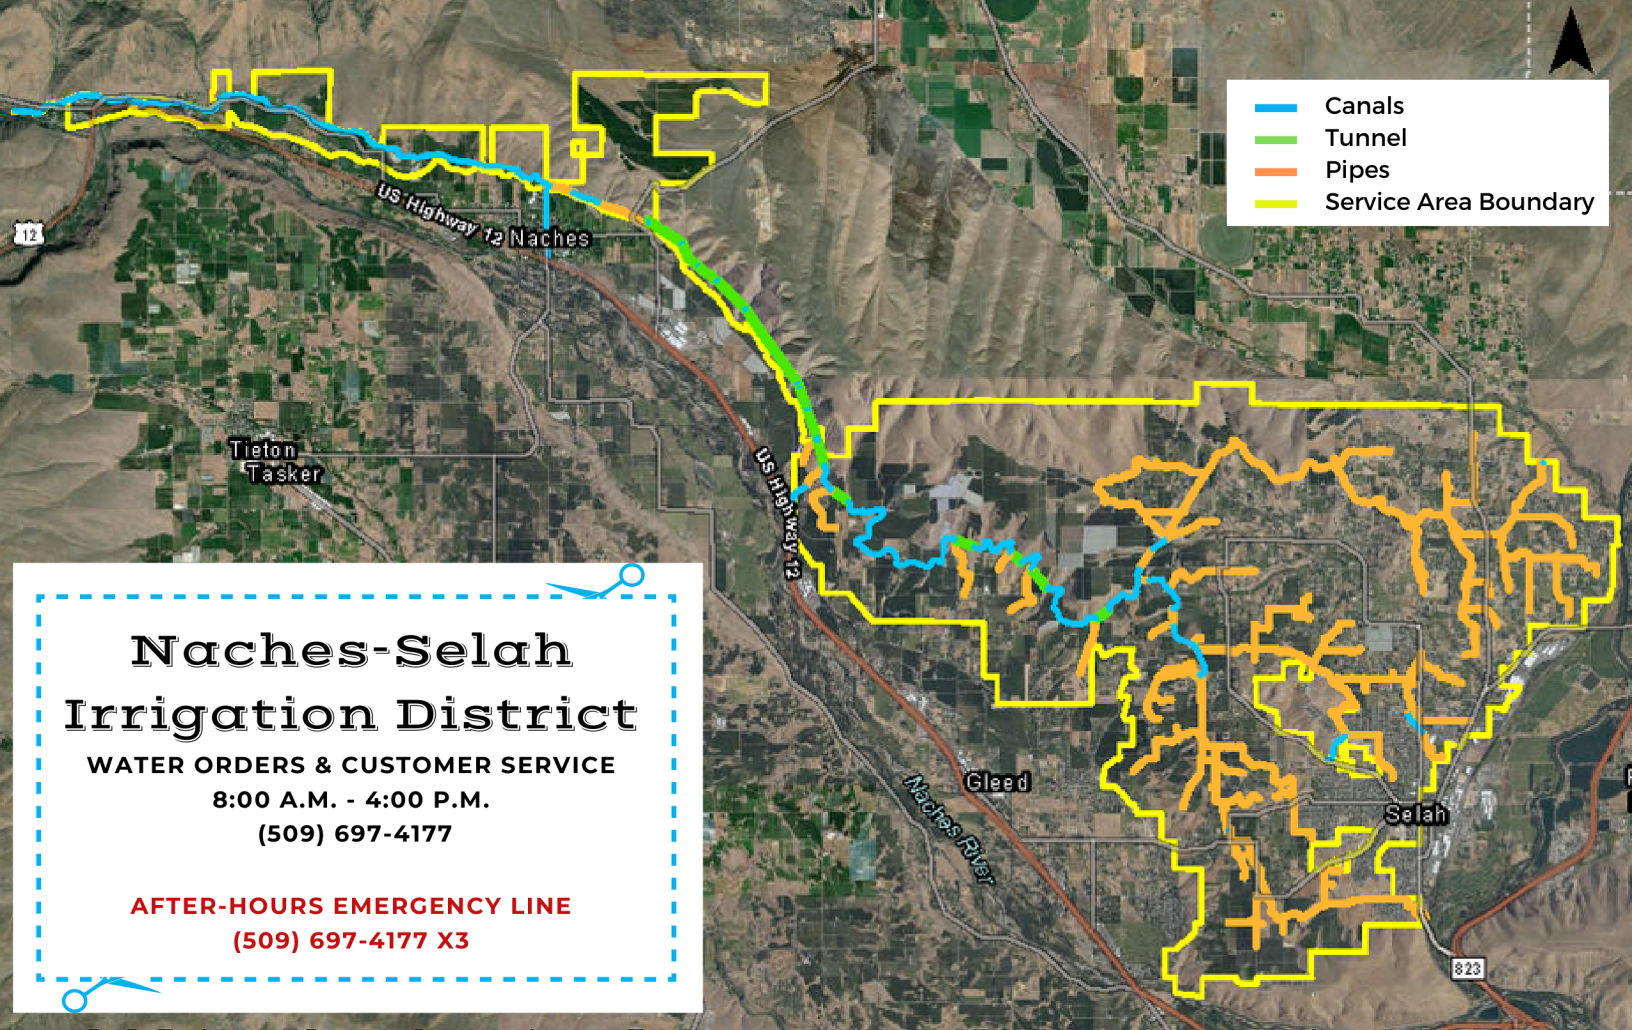 Canals
Tunnel
Pipes
Service Area Boundary
12
US Highway 12
Naches
Tieton
Tasker
US Highway 12
Gleed
Naches River
Selah
823
Naches-Selah
Irrigation District
WATER ORDERS & CUSTOMER SERVICE
8:00 A.M. - 4:00 P.M.
(509) 697-4177
AFTER-HOURS EMERGENCY LINE
(509) 697-4177 X3